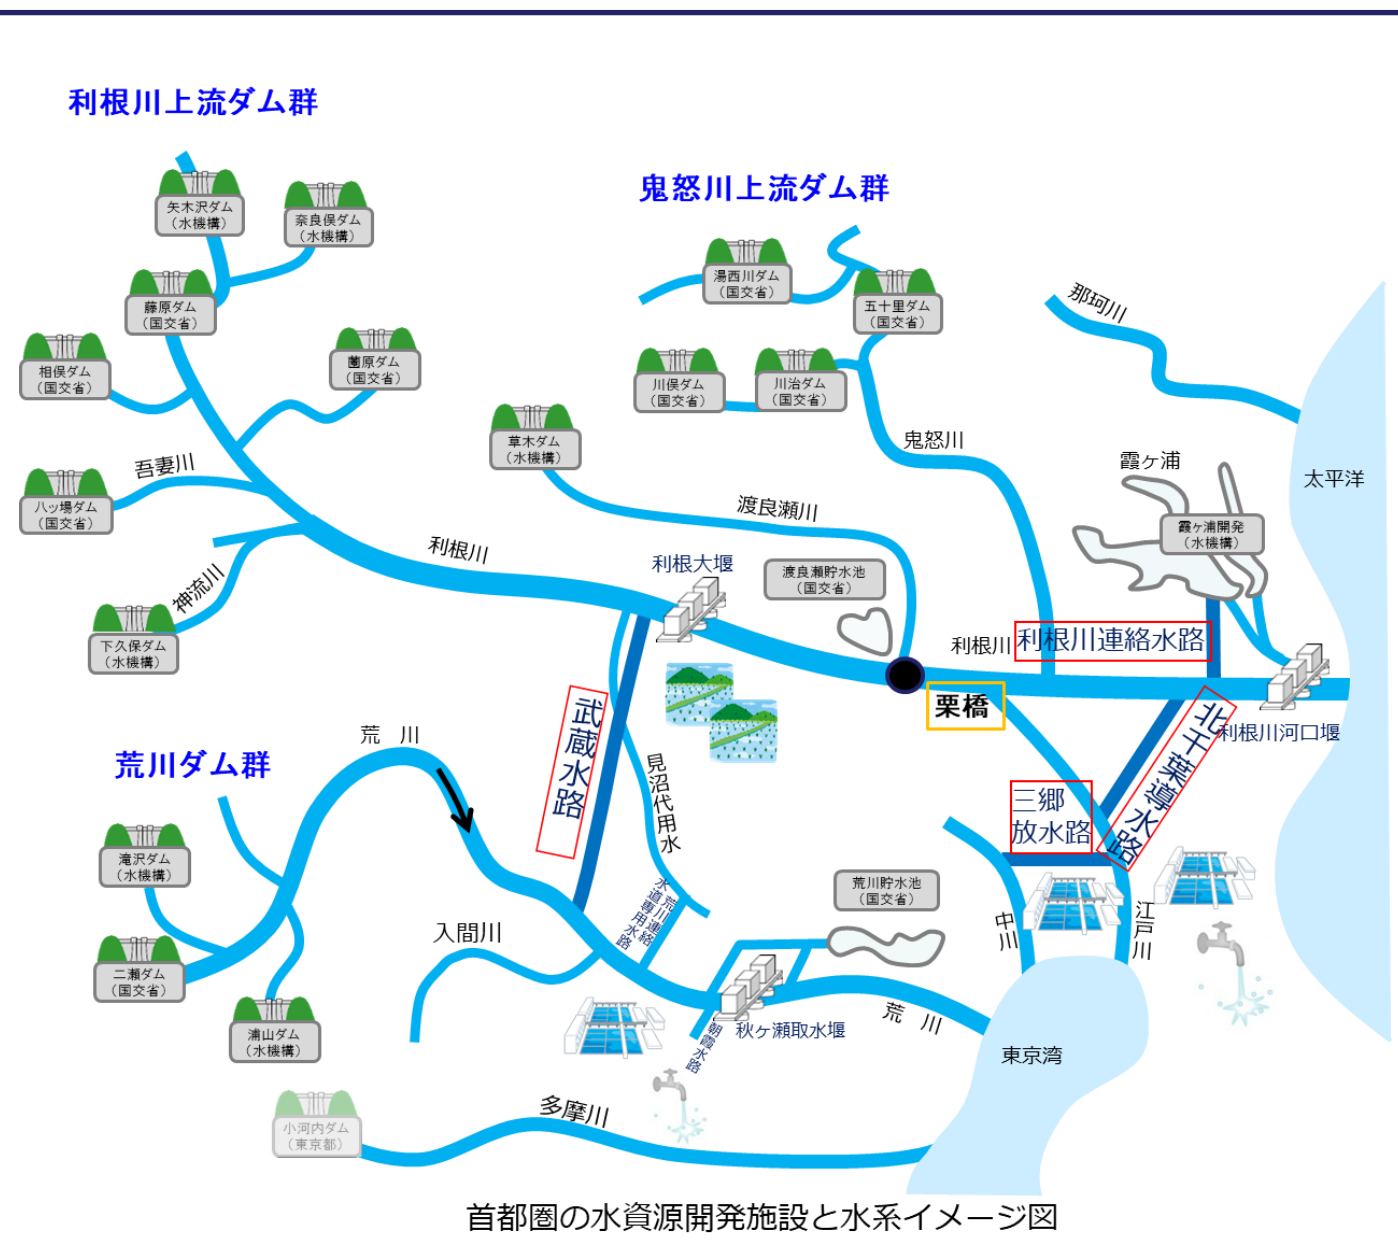 利根川上流ダム群
矢木沢ダム
（水機構）
奈良俣ダム
（水機構）
藤原ダム
（国交省）
相俣ダム
（国交省）
薗原ダム
（国交省）
吾妻川
八ッ場ダム
（国交省）
神流川
下久保ダム
（水機構）
利根川
鬼怒川上流ダム群
湯西川ダム
（国交省）
五十里ダム
（国交省）
川俣ダム
（国交省）
川治ダム
（国交省）
鬼怒川
草木ダム
（水機構）
渡良瀬川
利根大堰
渡良瀬貯水池
（国交省）
那珂川
霞ヶ浦
霞ヶ浦開発
（水機構）
太平洋
利根川
利根川連絡水路
栗橋
利根川河口堰
北千葉導水路
三郷
放水路
武蔵水路
見沼代用水
荒川連絡
水道専用水路
荒川ダム群
荒　川
滝沢ダム
（水機構）
二瀬ダム
（国交省）
浦山ダム
（水機構）
入間川
荒川貯水池
（国交省）
中川
江戸川
秋ヶ瀬取水堰
朝霞水路
荒　川
東京湾
小河内ダム
（東京都）
多摩川
首都圏の水資源開発施設と水系イメージ図